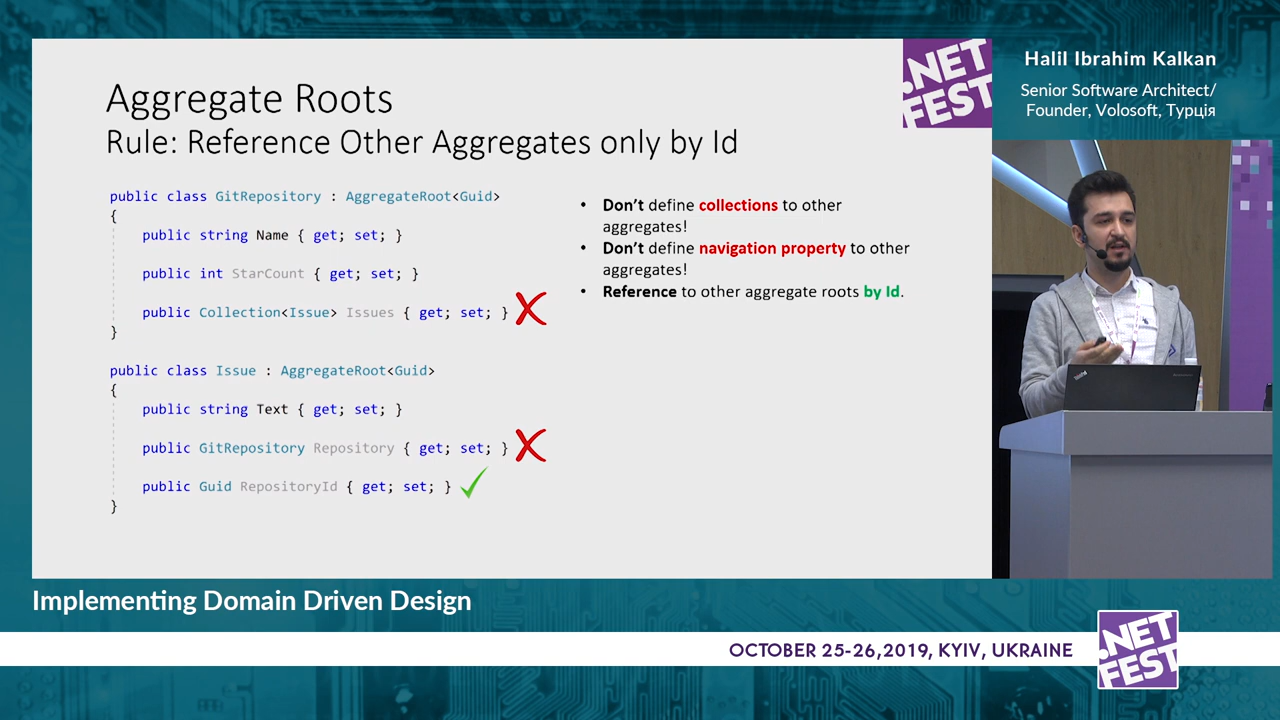 Aggregate Roots
Rule: Reference Other Aggregates only by Id
public class GitRepository : AggregateRoot<Guid>
{
public string Name { get; set; }
public int StarCount { get; set; }
public Collection<Issue> Issues { get; set; }
}
public class Issue : AggregateRoot<Guid>
{
public string Text { get; set; }
public GitRepository Repository { get; set; }
public Guid RepositoryId { get; set; }
}
• Don't define collections to other
aggregates!
• Don't define navigation property to other
aggregates!
• Reference to other aggregate roots by Id.
.NET
FEST
Halil Ibrahim Kalkan
Senior Software Architect/
Founder, Volosoft, Турція
ThinkPad
Implementing Domain Driven Design
OCTOBER 25-26,2019, KYIV, UKRAINE
.NET
FEST